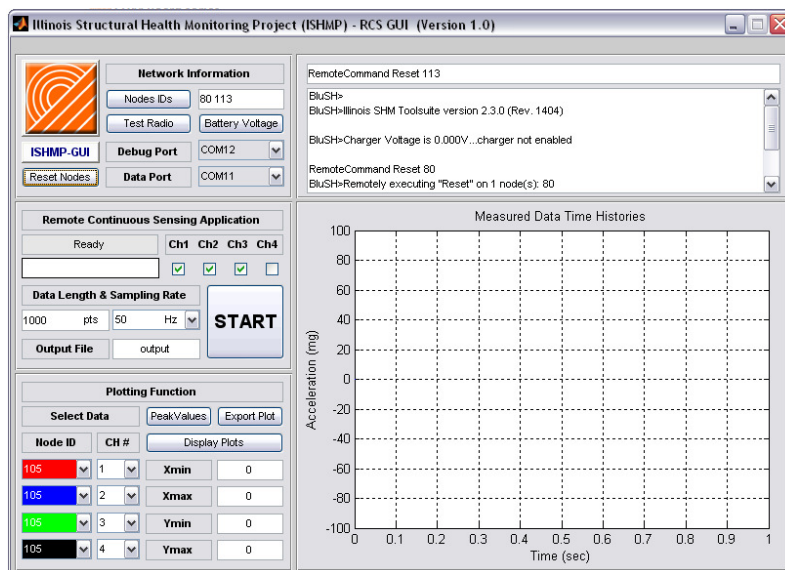 Illinois Structural Health Monitoring Project (ISHMP) - RCS GUI (Version 1.0)
Network Information
Nodes IDs 80 113
Test Radio Battery Voltage
ISHMP-GUI Debug Port COM12
Reset Nodes Data Port COM11
RemoteCommand Reset 113
BluSH>
BluSH>Illinois SHM Toolsuite version 2.3.0 (Rev. 1404)
BluSH>Charger Voltage is 0.000V...charger not enabled
RemoteCommand Reset 80
BluSH>Remotely executing "Reset" on 1 node(s): 80
Remote Continuous Sensing Application
Ready Ch1 Ch2 Ch3 Ch4
Data Length & Sampling Rate
1000 pts 50 Hz START
Output File output
Plotting Function
Select Data PeakValues Export Plot
Node ID CH # Display Plots
105 1 Xmin 0
105 2 Xmax 0
105 3 Ymin 0
105 4 Ymax 0
Measured Data Time Histories
Acceleration (mg)
100
80
60
40
20
0
-20
-40
-60
-80
-100
0 0.1 0.2 0.3 0.4 0.5 0.6 0.7 0.8 0.9 1
Time (sec)